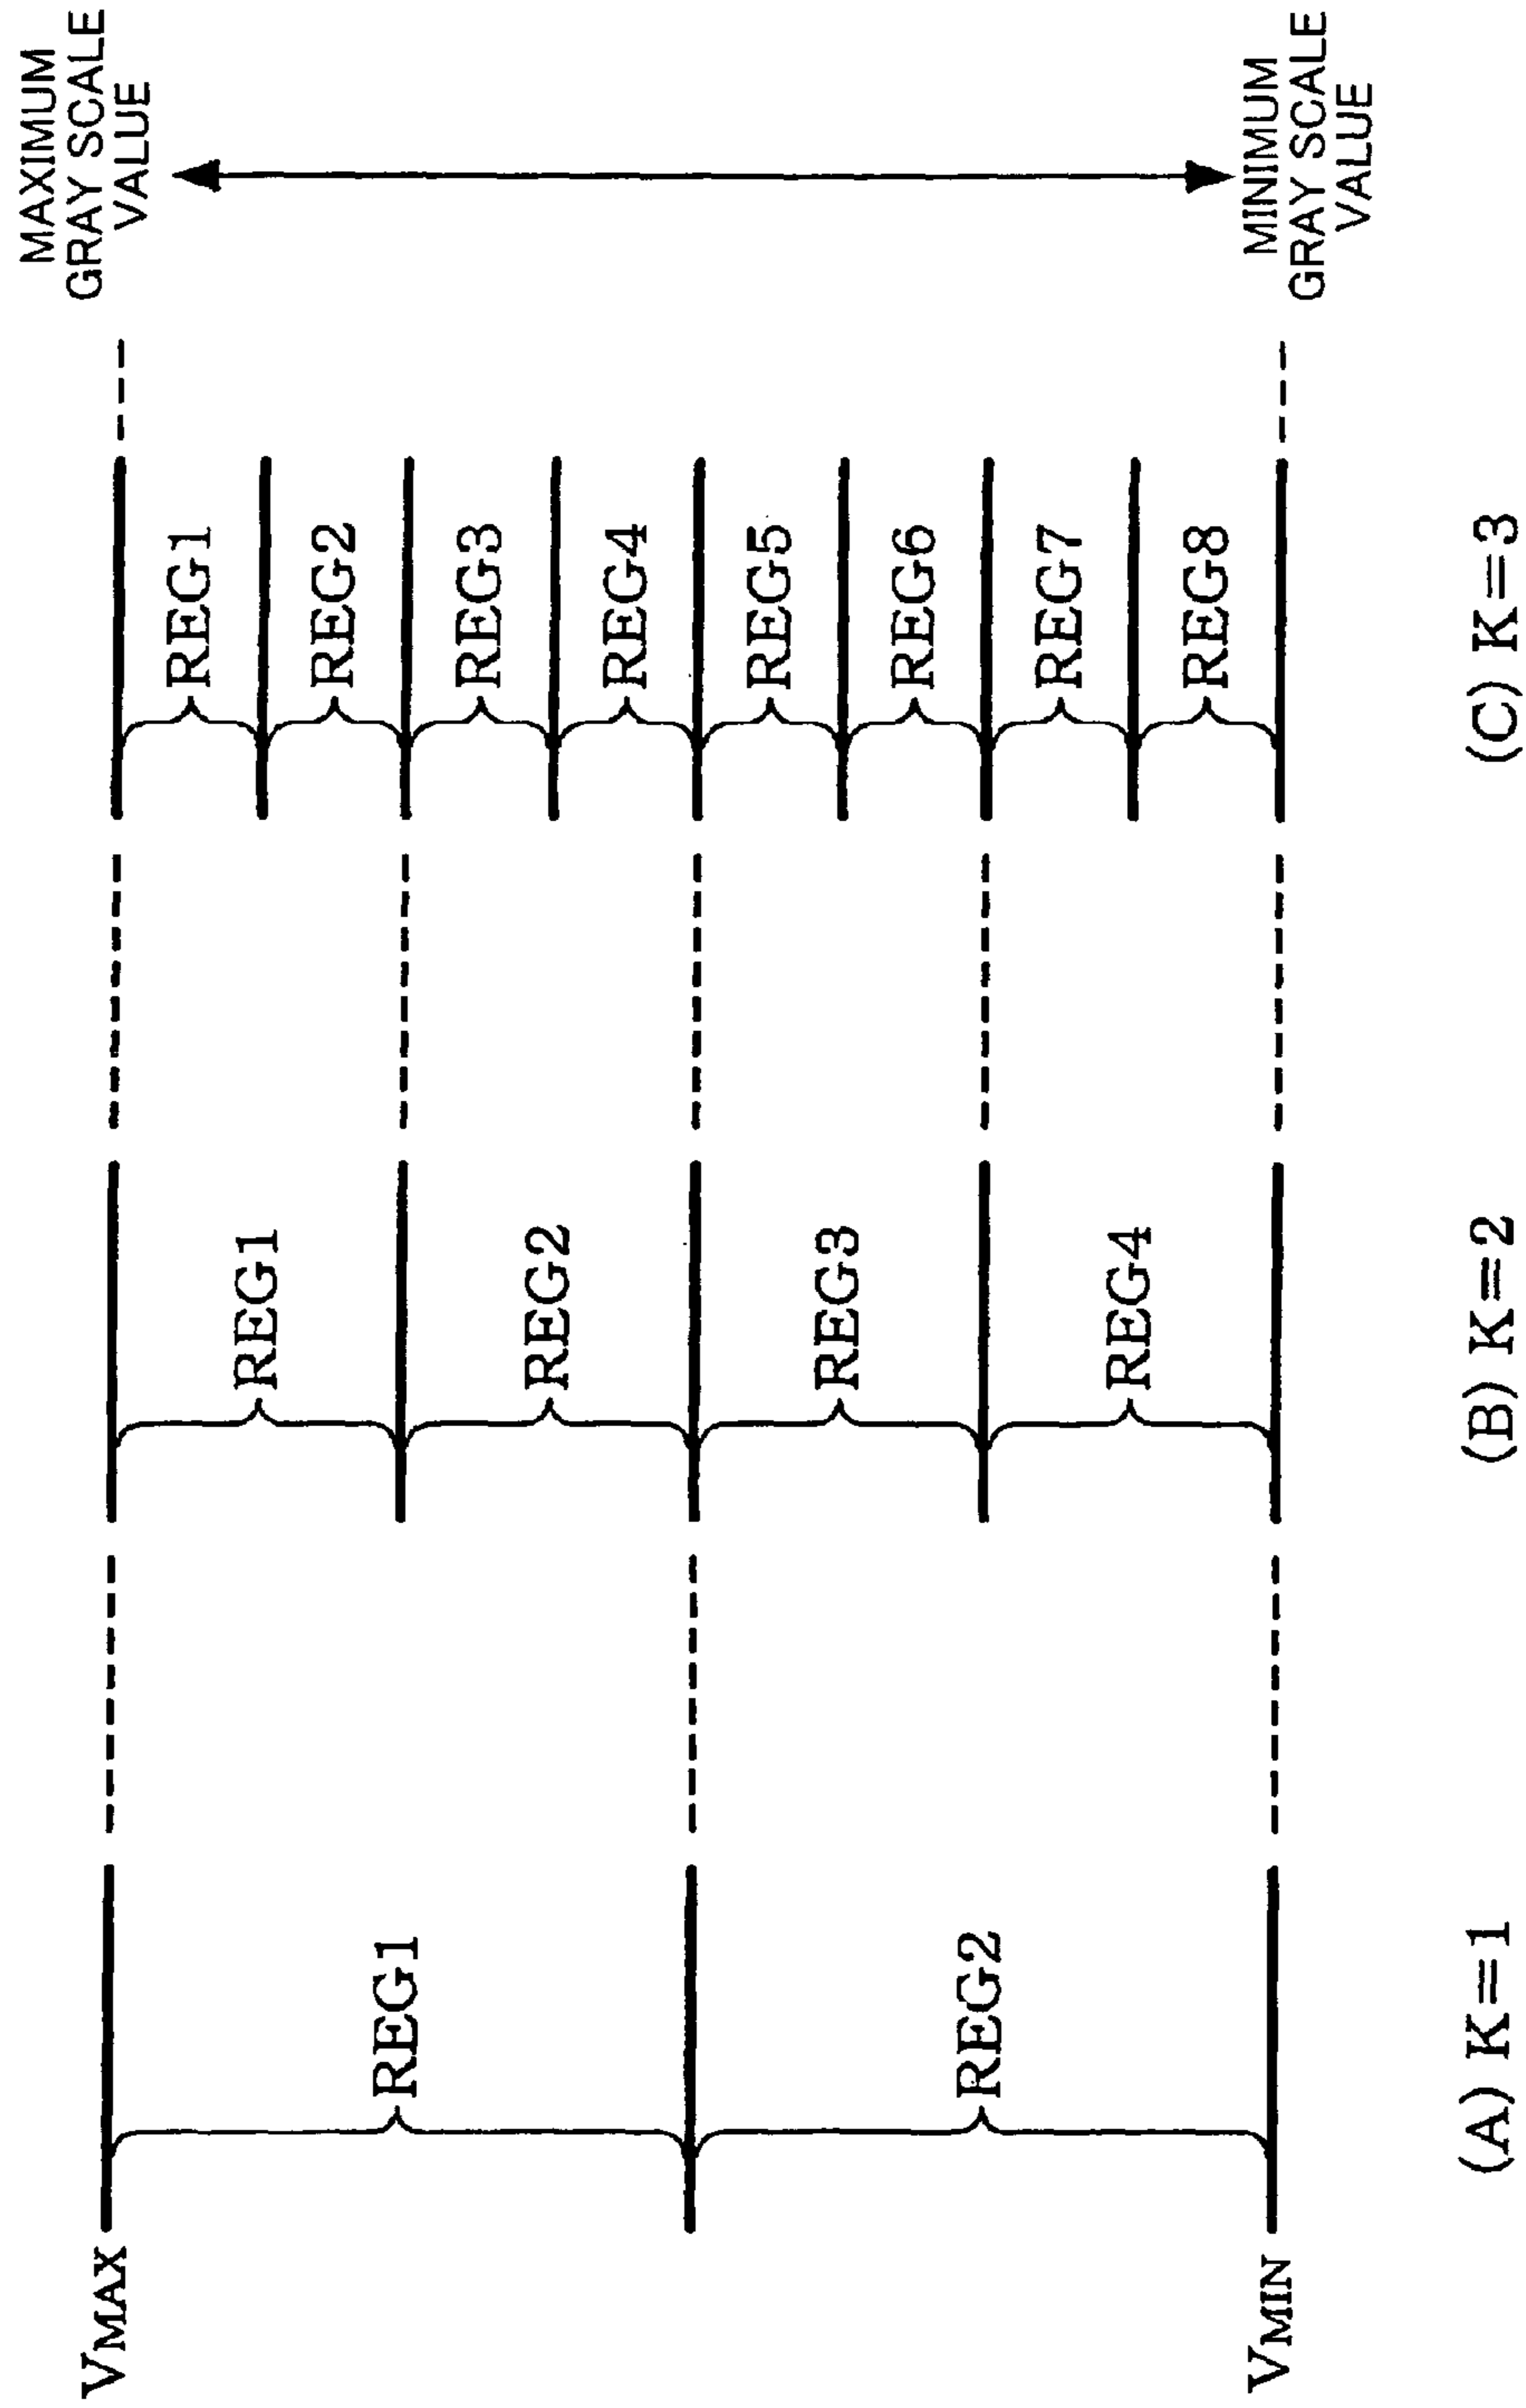 VMAX
VMIN
REG1
REG2
(A) K=1
REG1
REG2
REG3
REG4
(B) K=2
REG1
REG2
REG3
REG4
REG5
REG6
REG7
REG8
(C) K=3
MAXIMUM
GRAY SCALE
VALUE
MINIMUM
GRAY SCALE
VALUE